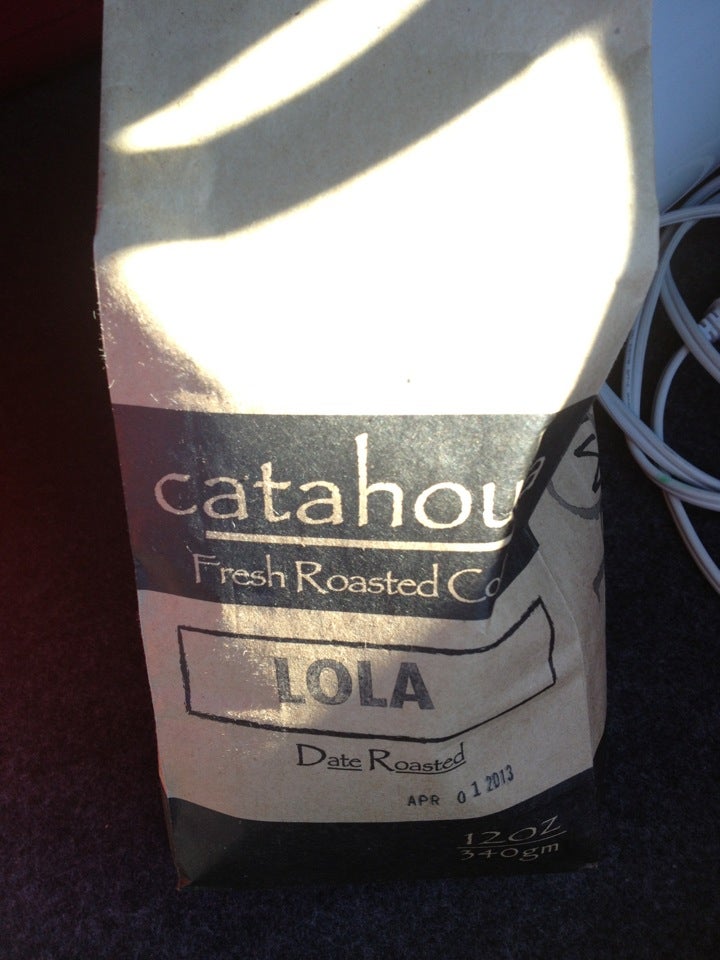 catahou
Fresh Roasted Co
LOLA
Date Roasted
APR 01 2013
12OZ
340gm